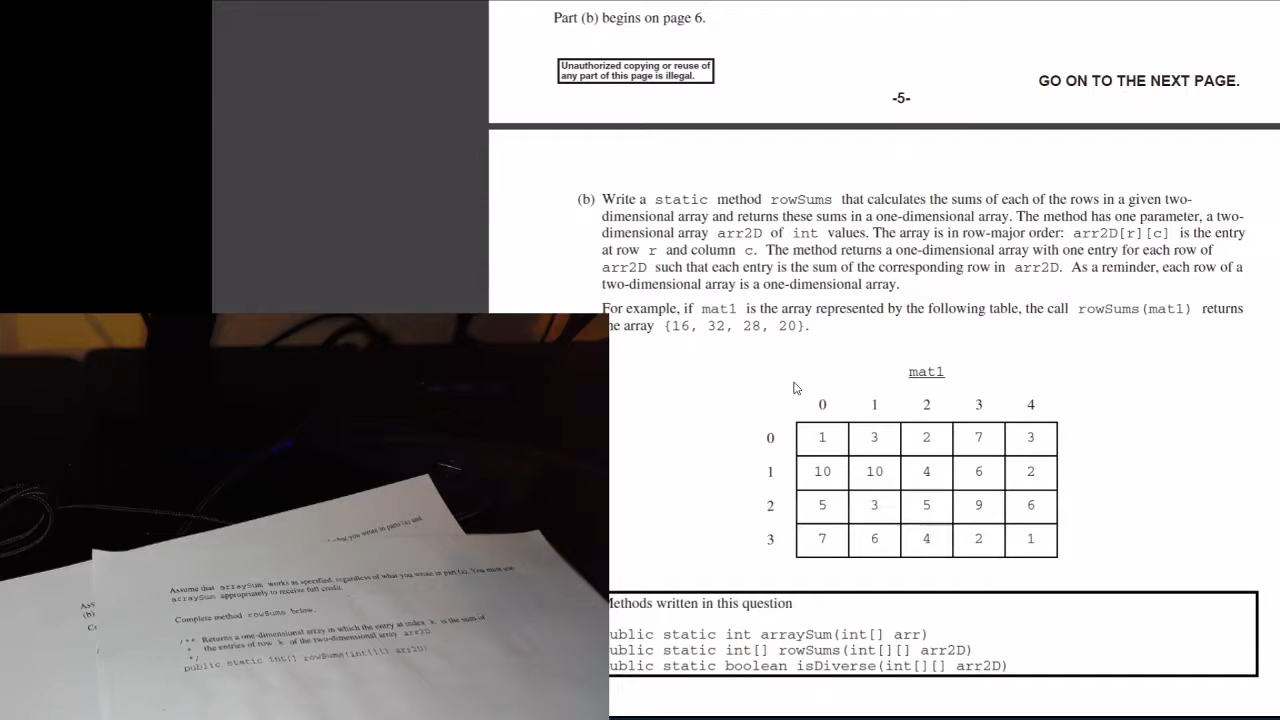 Part (b) begins on page 6.
Unauthorized copying or reuse of
any part of this page is illegal.
GO ON TO THE NEXT PAGE.
-5-
(b) Write a static method rowSums that calculates the sums of each of the rows in a given two-
dimensional array and returns these sums in a one-dimensional array. The method has one parameter, a two-
dimensional array arr2D of int values. The array is in row-major order: arr2D[r][c] is the entry
at row r and column c. The method returns a one-dimensional array with one entry for each row of
arr2D such that each entry is the sum of the corresponding row in arr2D. As a reminder, each row of a
two-dimensional array is a one-dimensional array.
For example, if mat1 is the array represented by the following table, the call rowSums(mat1) returns
he array {16, 32, 28, 20}.
mat1
0 1 2 3 4
0 1 3 2 7 3
1 10 10 4 6 2
2 5 3 5 9 6
3 7 6 4 2 1
Methods written in this question
ublic static int arraySum(int[] arr)
ublic static int[] rowSums(int[][] arr2D)
ublic static boolean isDiverse(int[][] arr2D)
what you wrote in parts (a) and
Ass
(b)
Co
Assume that arraySum works as specified, regardless of what you wrote in part (a). You must use
arraySum appropriately to receive full credit.
Complete method rowSums below.
/** Returns a one-dimensional array in which the entry at index k is the sum of
* the entries of row k of the two-dimensional array arr2D.
*/
public static int[] rowSums(int[][] arr2D)